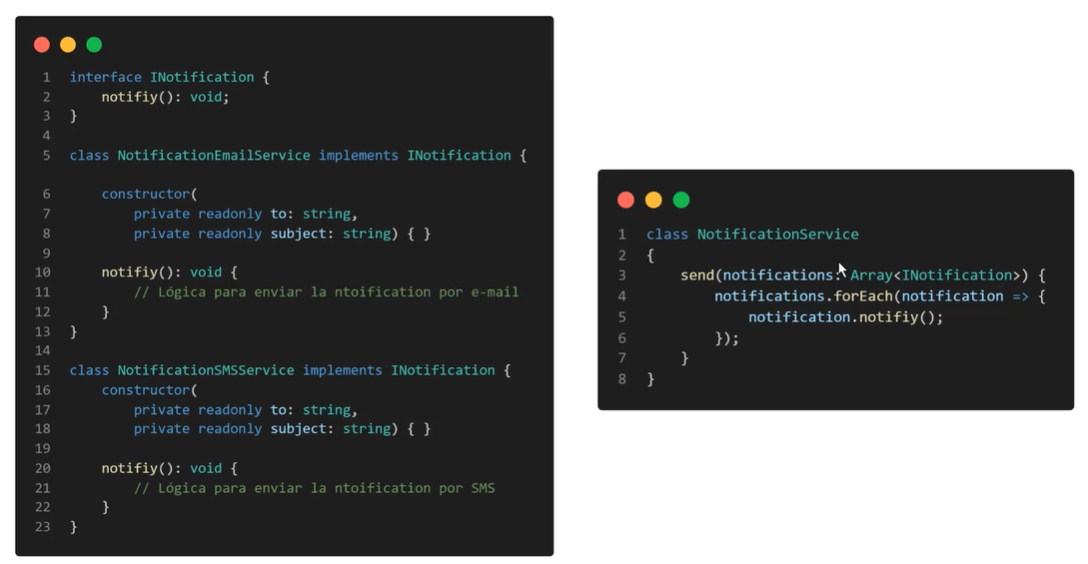 1 interface INotification {
2 notifiy(): void;
3 }
4
5 class NotificationEmailService implements INotification {
6 constructor(
7 private readonly to: string,
8 private readonly subject: string) { }
9
10 notifiy(): void {
11 // Lógica para enviar la ntoification por e-mail
12 }
13 }
14
15 class NotificationSMSService implements INotification {
16 constructor(
17 private readonly to: string,
18 private readonly subject: string) { }
19
20 notifiy(): void {
21 // Lógica para enviar la ntoification por SMS
22 }
23 }
1 class NotificationService
2 {
3 send(notifications: Array<INotification>) {
4 notifications.forEach(notification => {
5 notification.notifiy();
6 });
7 }
8 }